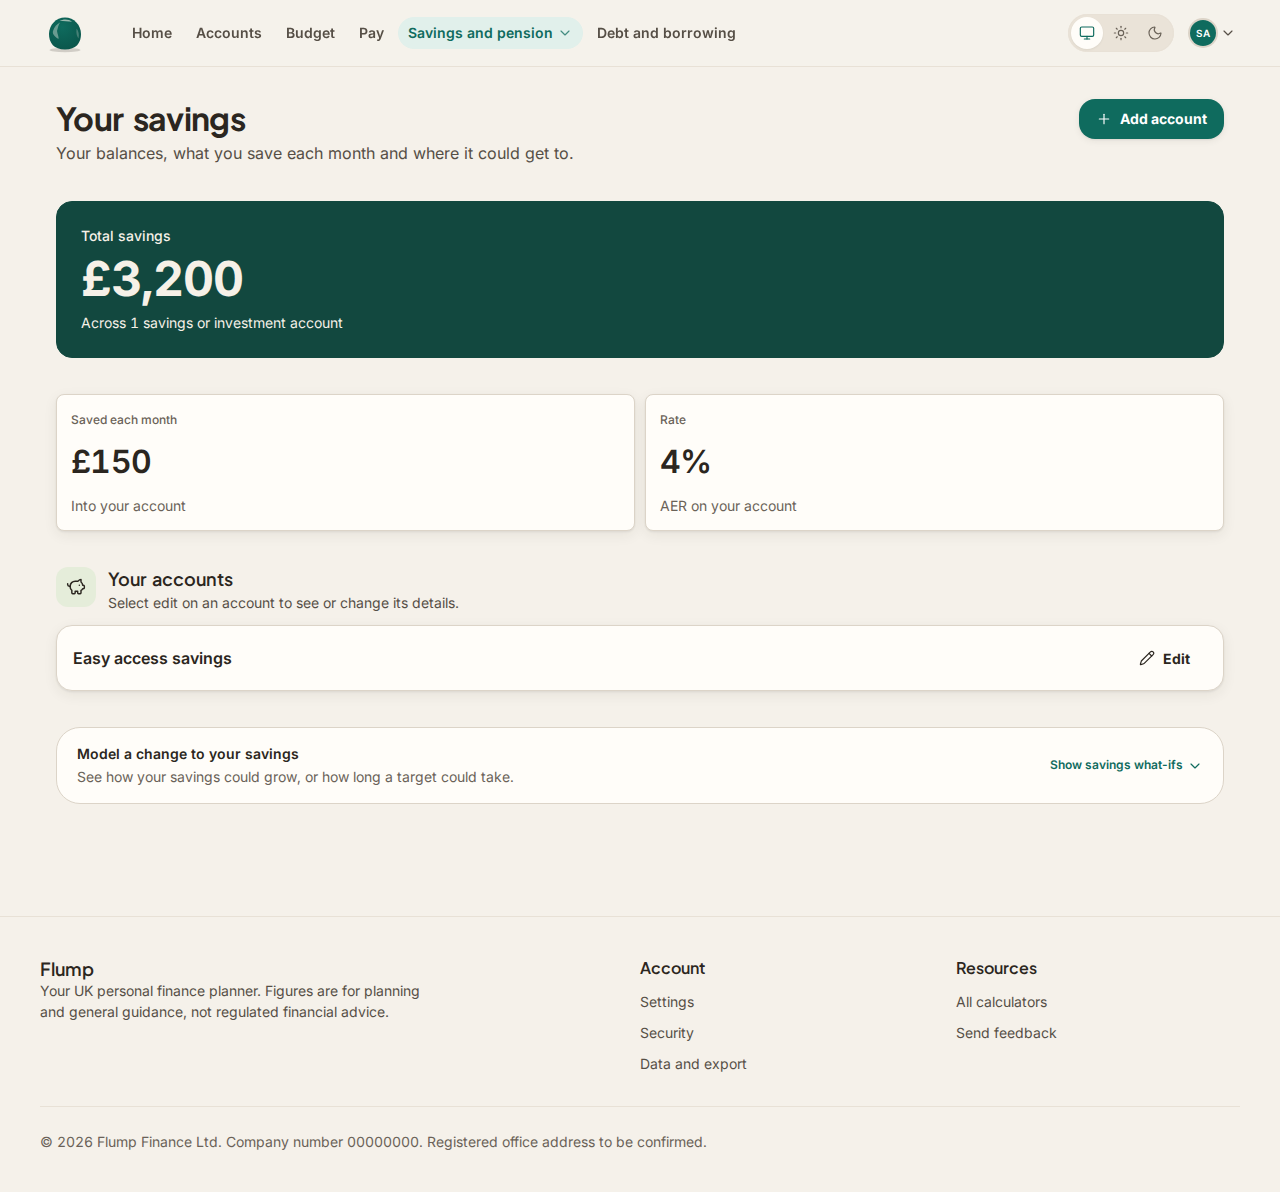 Home
Accounts
Budget
Pay
Savings and pension
Debt and borrowing
SA
Your savings
Your balances, what you save each month and where it could get to.
Add account
Total savings
£3,200
Across 1 savings or investment account
Saved each month
£150
Into your account
Rate
4%
AER on your account
Your accounts
Select edit on an account to see or change its details.
Easy access savings
Edit
Model a change to your savings
See how your savings could grow, or how long a target could take.
Show savings what-ifs
Flump
Your UK personal finance planner. Figures are for planning
and general guidance, not regulated financial advice.
Account
Settings
Security
Data and export
Resources
All calculators
Send feedback
© 2026 Flump Finance Ltd. Company number 00000000. Registered office address to be confirmed.